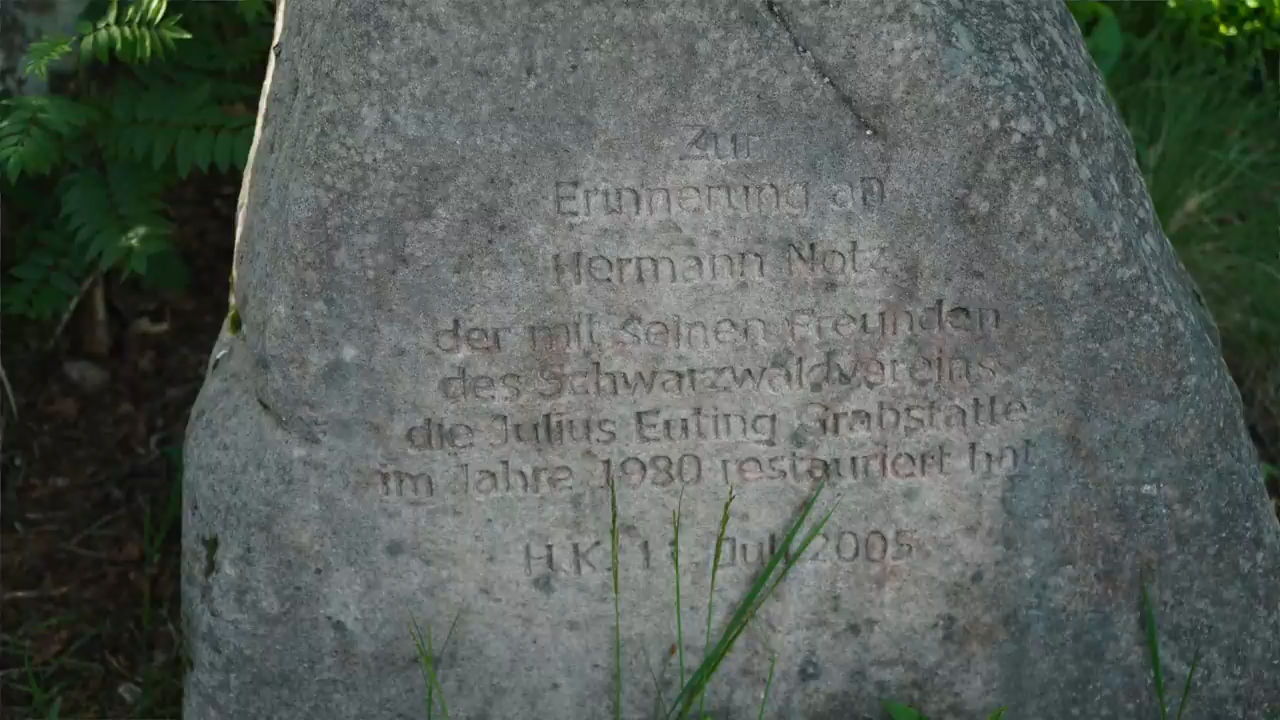 Zur
Erinnerung an
Hermann Notz
der mit seinen Freunden
des Schwarzwaldvereins
die Julius Euting Grabstätte
im Jahre 1980 restauriert hat
H.K. Juli 2005